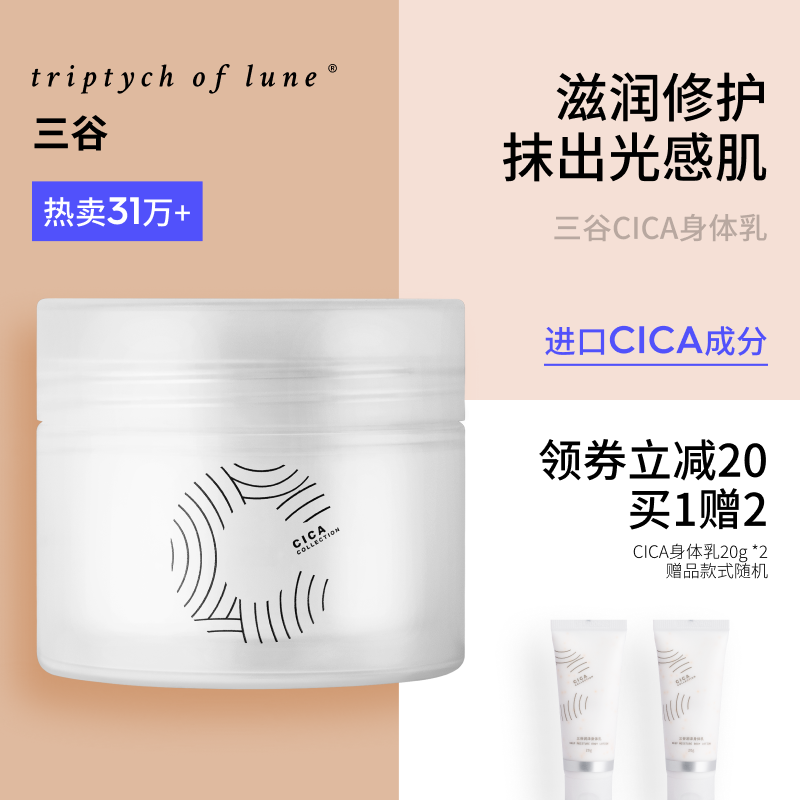 triptych of lune®
三谷
热卖31万+
滋润修护
抹出光感肌
三谷CICA身体乳
进口CICA成分
CICA
COLLECTION
领券立减20
买1赠2
CICA身体乳20g *2
赠品款式随机
CICA
CICA